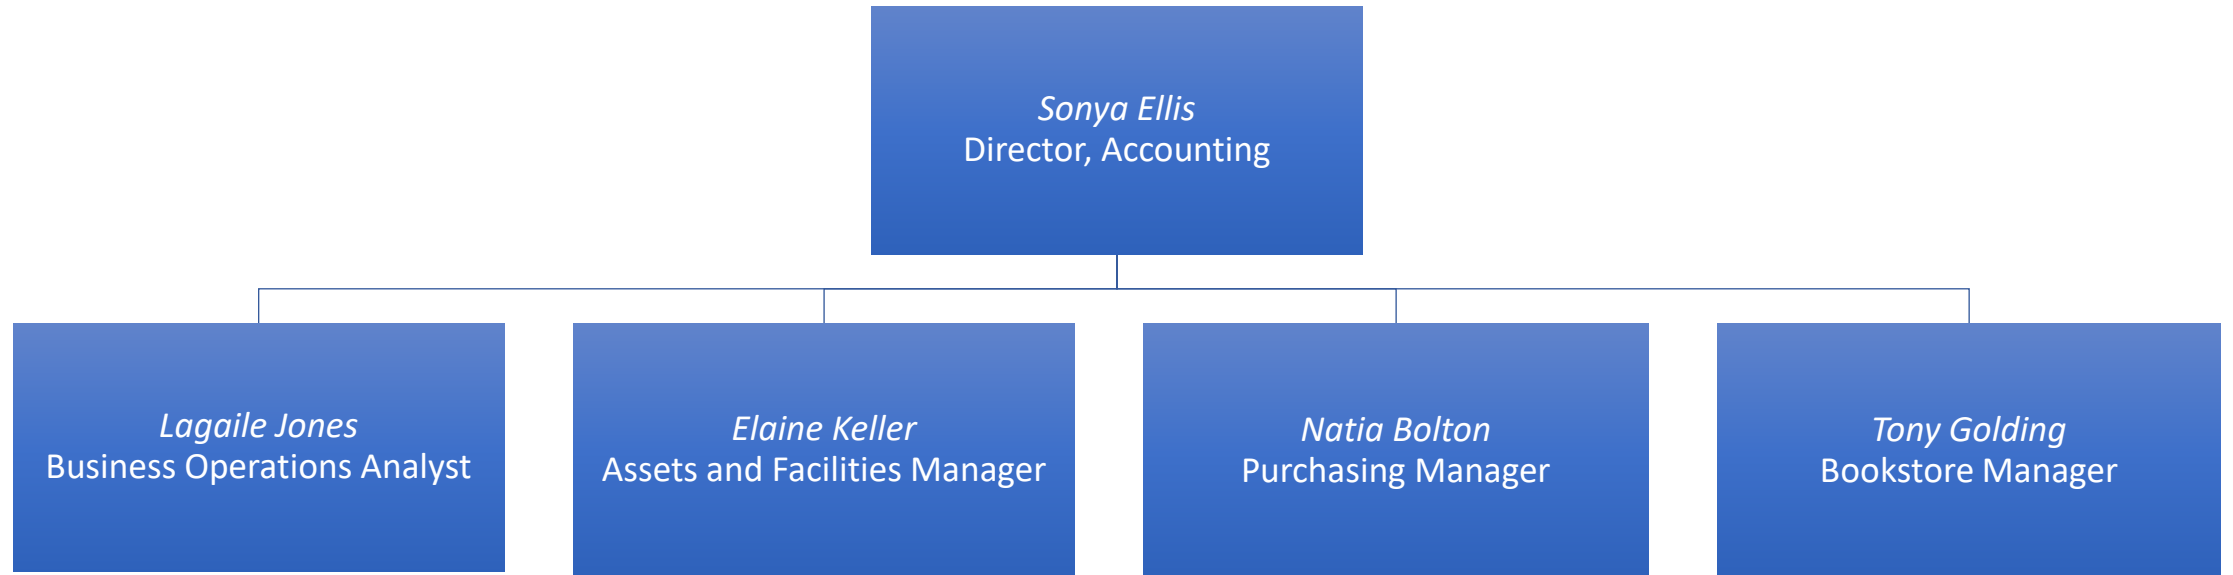 Sonya Ellis
Director, Accounting
Lagaile Jones
Business Operations Analyst
Elaine Keller
Assets and Facilities Manager
Natia Bolton
Purchasing Manager
Tony Golding
Bookstore Manager